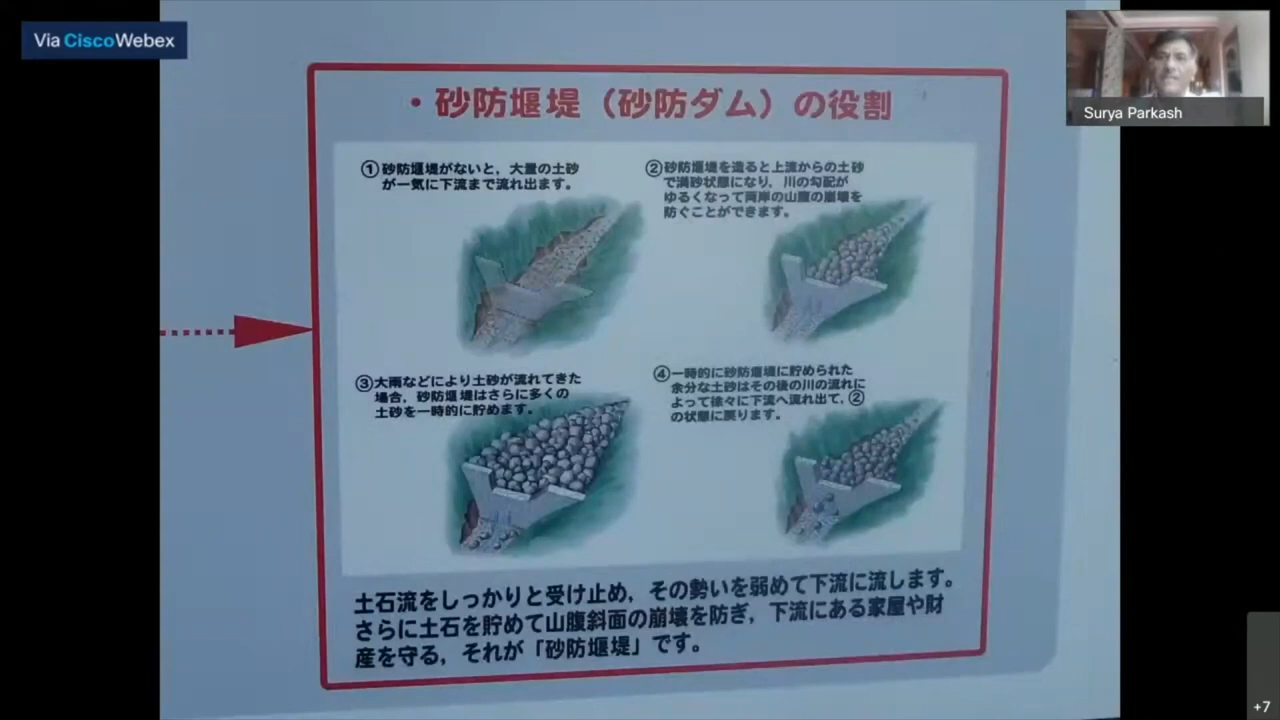 Via CiscoWebex
Surya Parkash
・砂防堰堤（砂防ダム）の役割
①砂防堰堤がないと，大量の土砂
が一気に下流まで流れ出ます。
②砂防堰堤を造ると上流からの土砂
で満砂状態になり，川の勾配が
ゆるくなって両岸の山腹の崩壊を
防ぐことができます。
③大雨などにより土砂が流れてきた
場合，砂防堰堤はさらに多くの
土砂を一時的に貯めます。
④一時的に砂防堰堤に貯められた
余分な土砂はその後の川の流れに
よって徐々に下流へ流れ出て，②
の状態に戻ります。
土石流をしっかりと受け止め，その勢いを弱めて下流に流します。
さらに土石を貯めて山腹斜面の崩壊を防ぎ，下流にある家屋や財
産を守る，それが「砂防堰堤」です。
+7